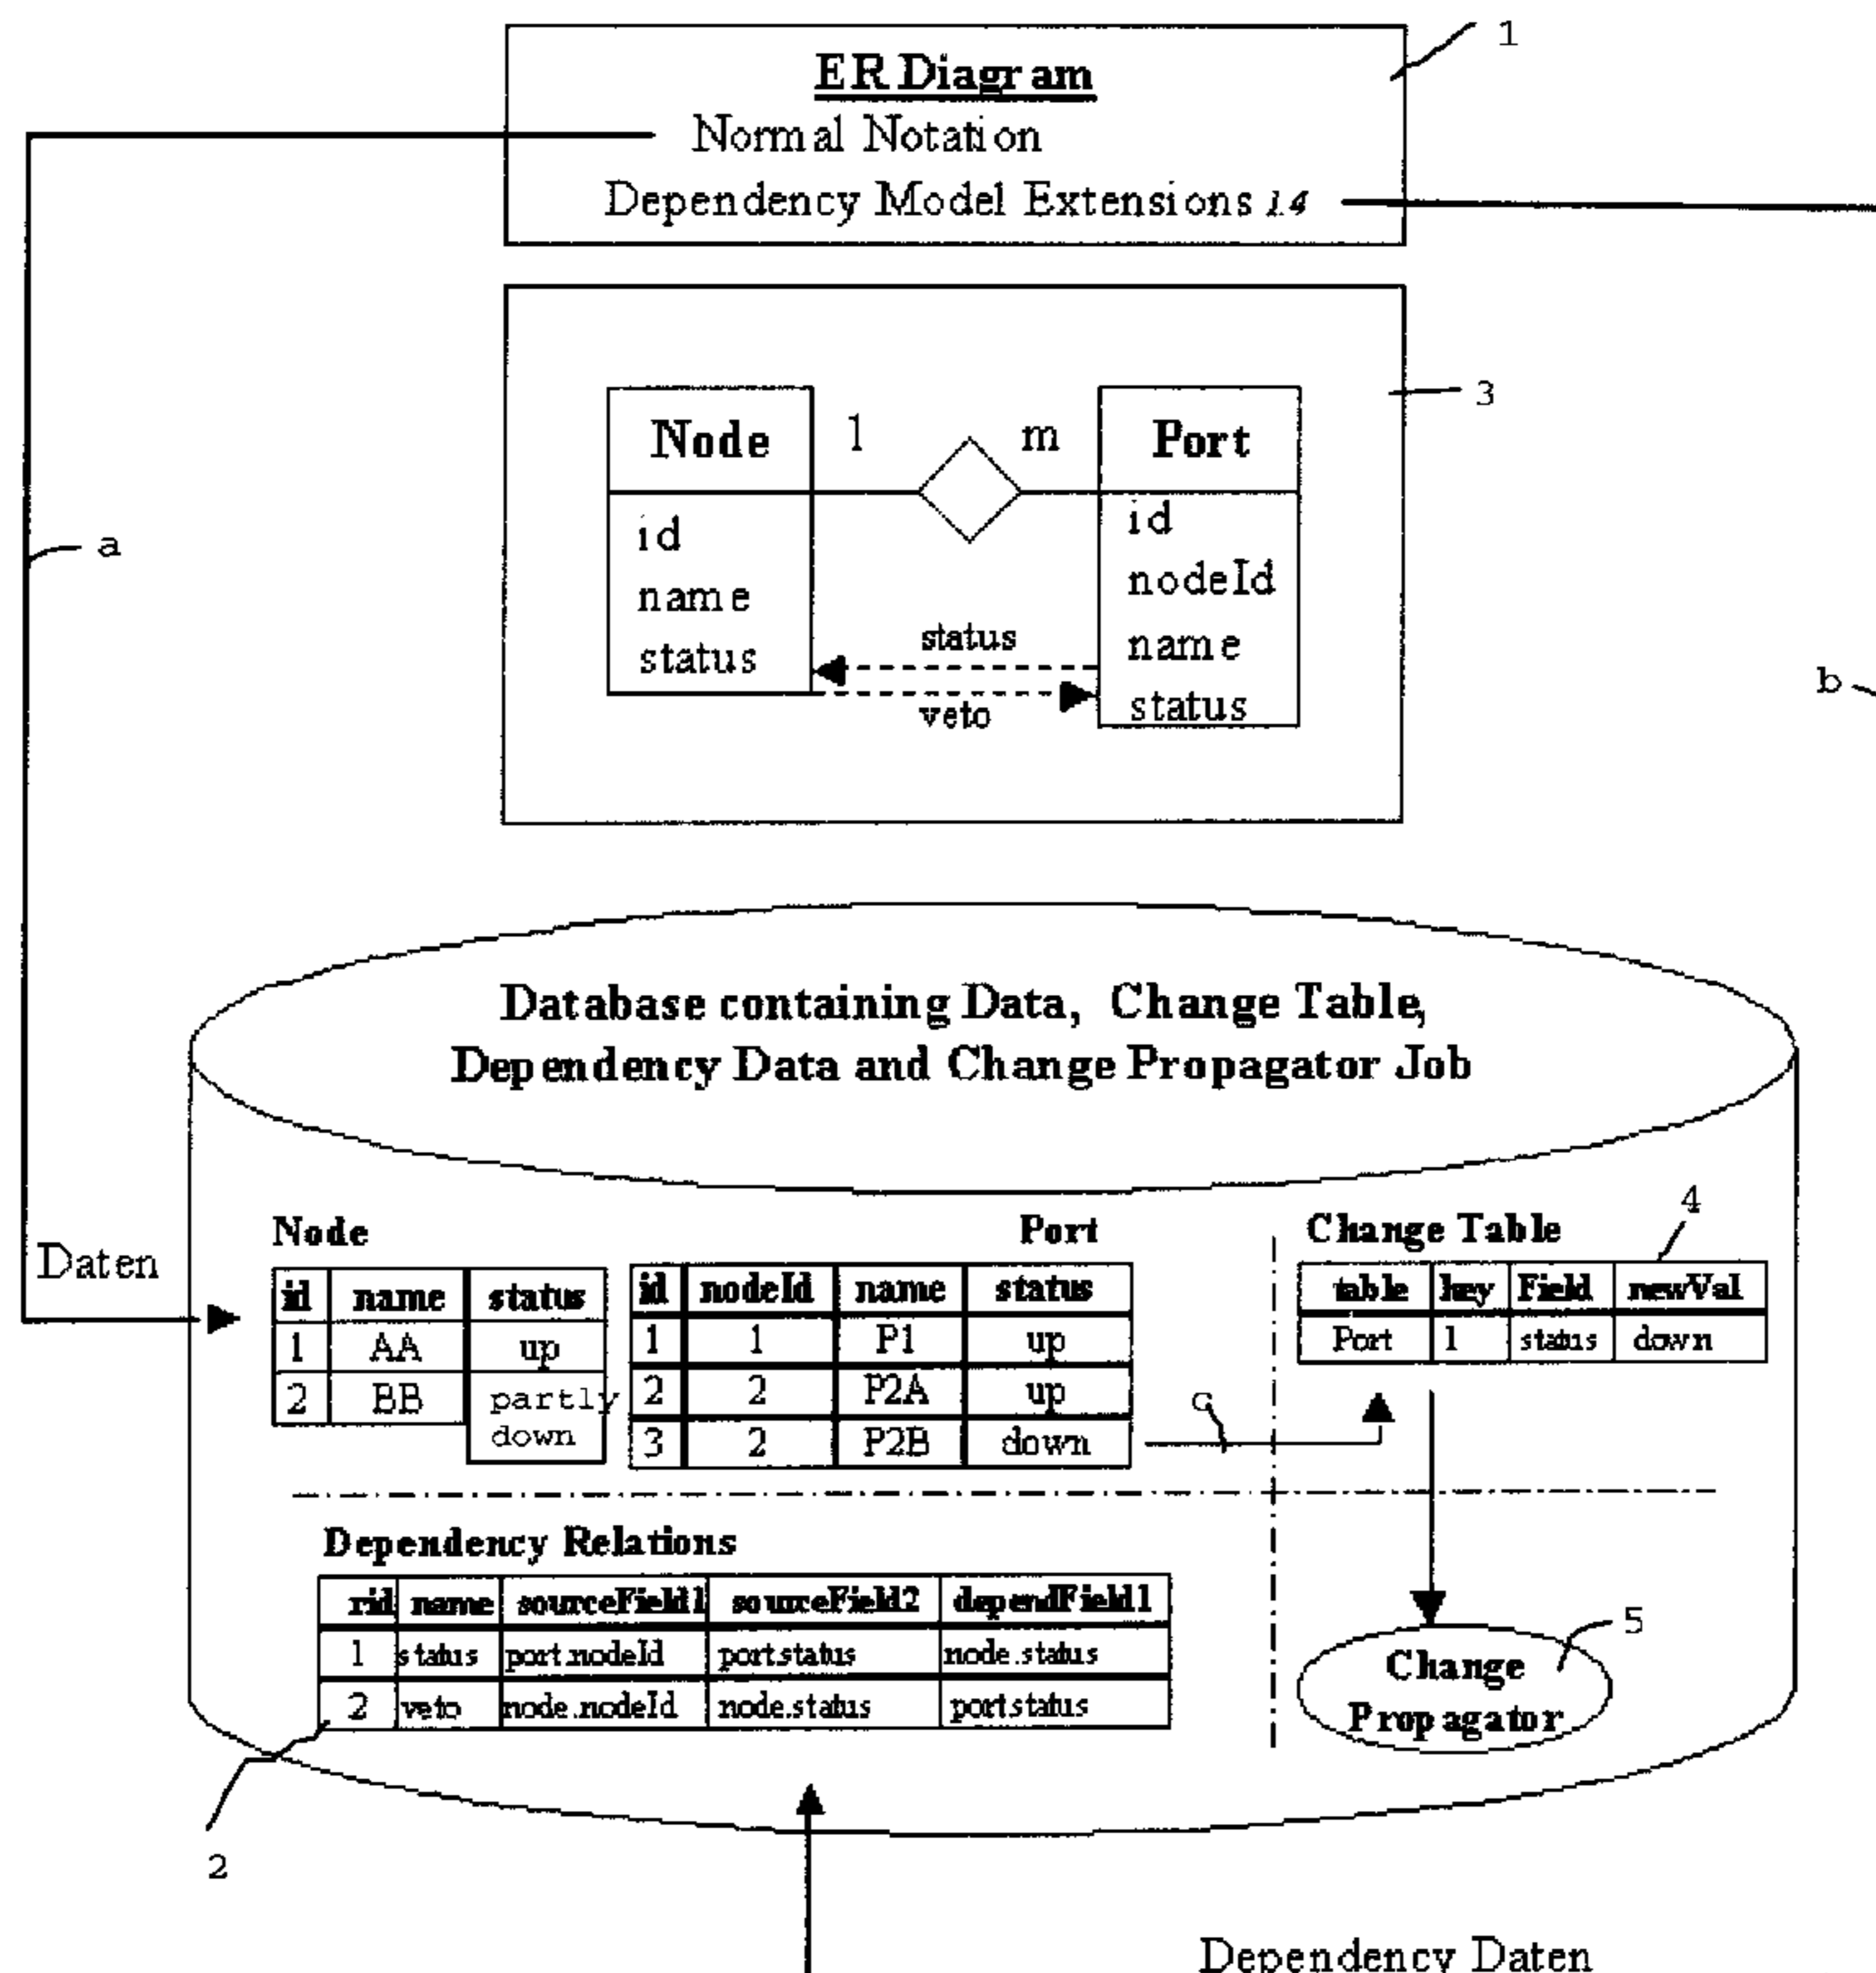 1
ER Diagram
Normal Notation
Dependency Model Extensions 1.4
3
Node
1
m
Port
id
name
status
id
nodeId
name
status
status
veto
a
b
Database containing Data, Change Table,
Dependency Data and Change Propagator Job
Daten
Node
id name status
1 AA up
2 BB partly down
Port
id nodeId name status
1 1 P1 up
2 2 P2A up
3 2 P2B down
c
Change Table
4
table key Field newVal
Port 1 status down
Dependency Relations
rid name sourceField1 sourceField2 dependField1
1 status port.nodeId port.status node.status
2 veto node.nodeId node.status port.status
5
Change
Propagator
2
Dependency Daten